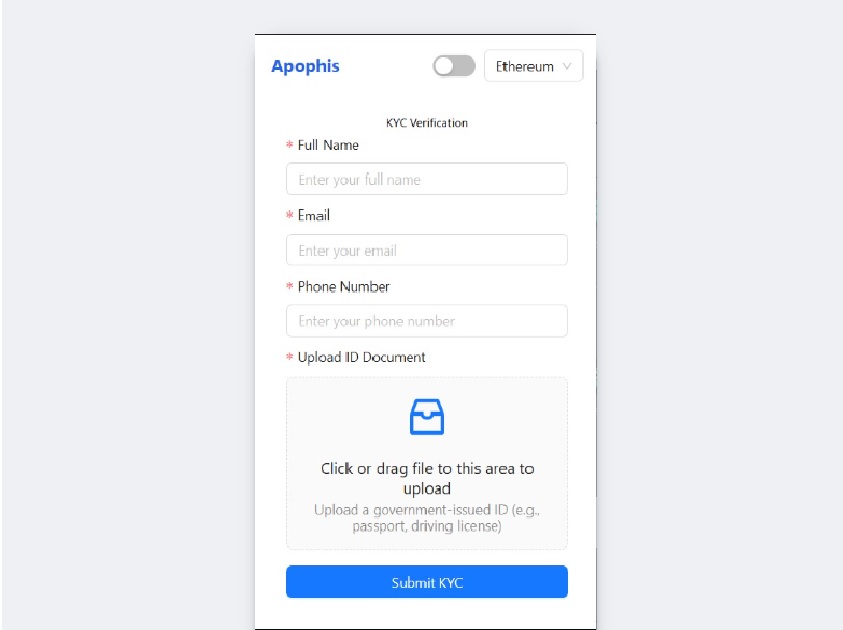 Apophis
Ethereum
KYC Verification
* Full Name
Enter your full name
* Email
Enter your email
* Phone Number
Enter your phone number
* Upload ID Document
Click or drag file to this area to
upload
Upload a government-issued ID (e.g.,
passport, driving license)
Submit KYC